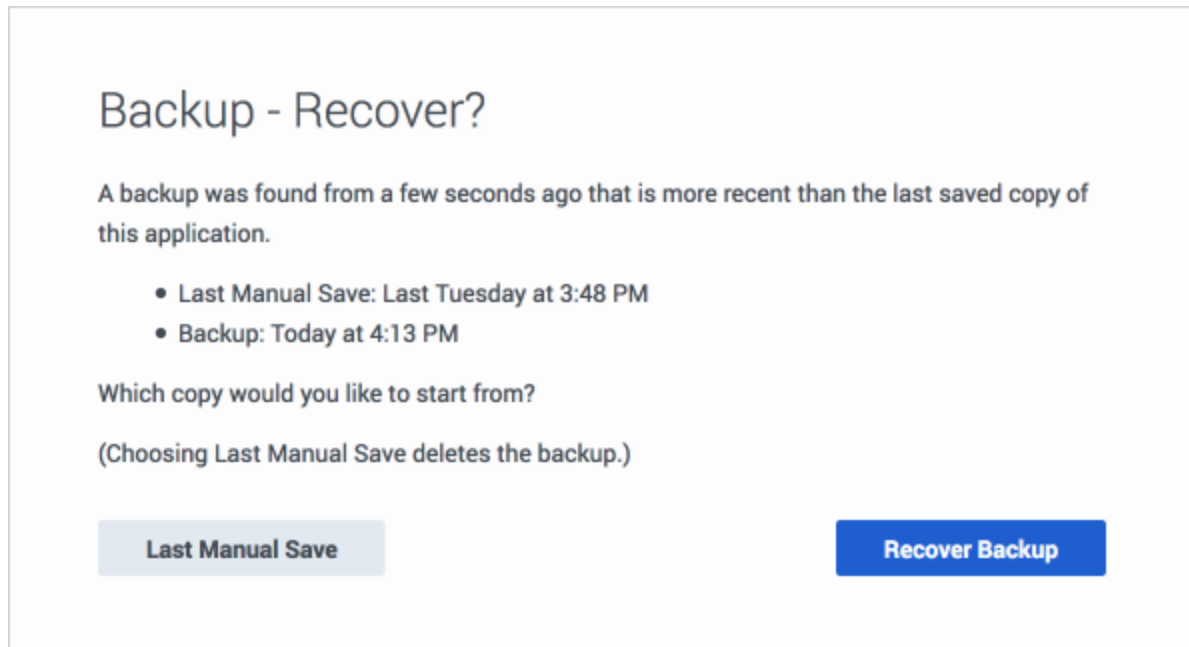 Backup - Recover?
A backup was found from a few seconds ago that is more recent than the last saved copy of
this application.
• Last Manual Save: Last Tuesday at 3:48 PM
• Backup: Today at 4:13 PM
Which copy would you like to start from?
(Choosing Last Manual Save deletes the backup.)
Last Manual Save
Recover Backup